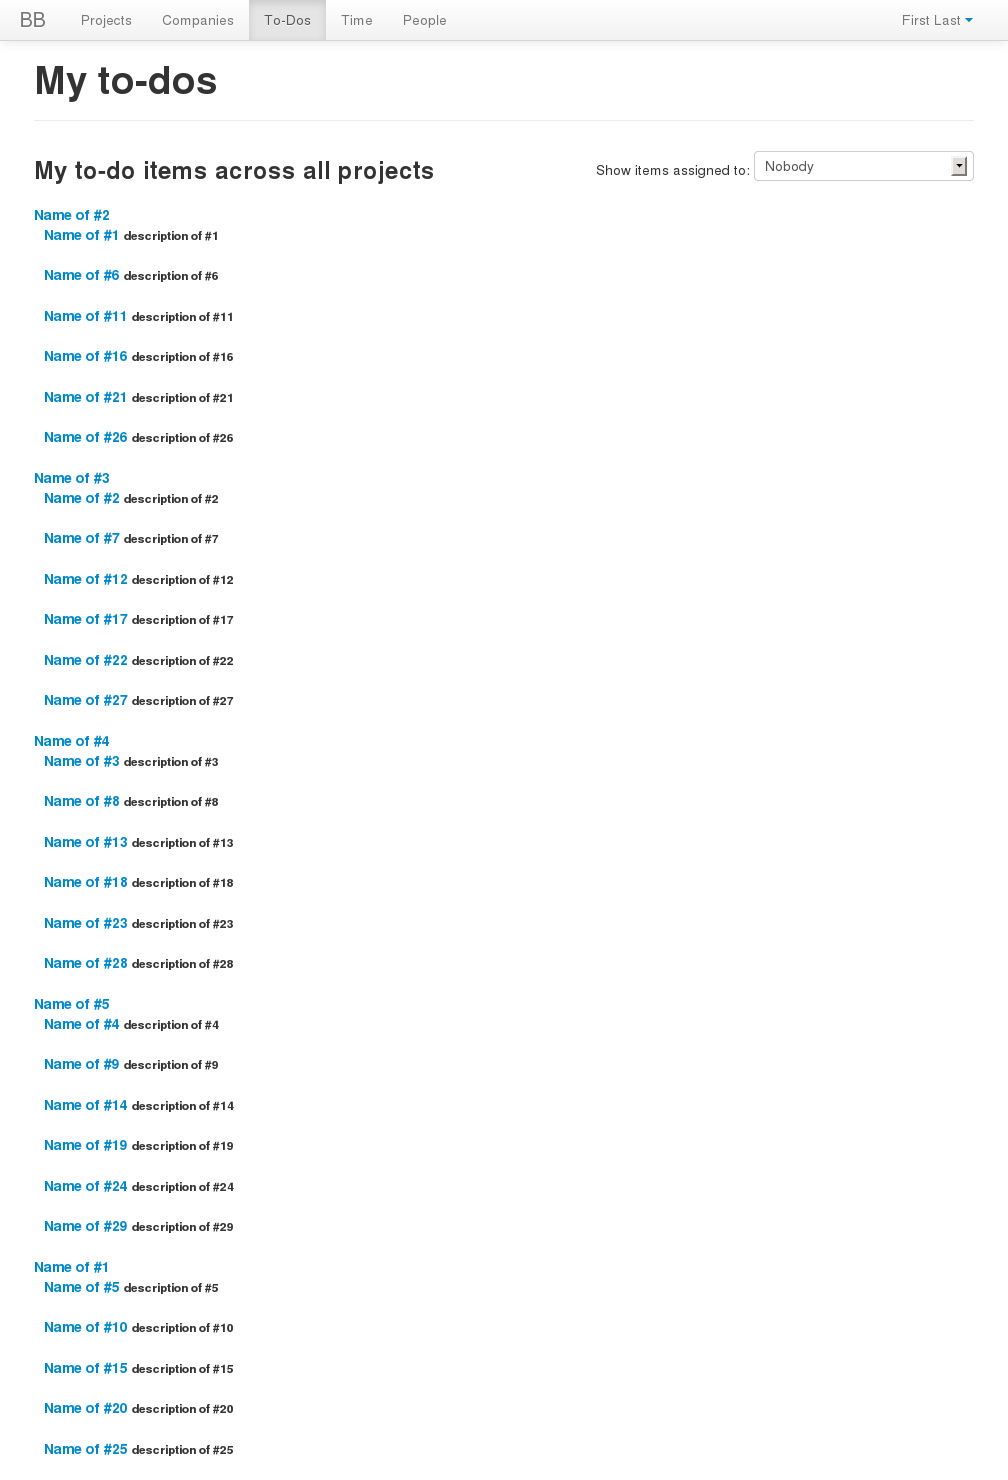 BB Projects Companies To-Dos Time People First Last
My to-dos
My to-do items across all projects Show items assigned to: Nobody
Name of #2
Name of #1 description of #1
Name of #6 description of #6
Name of #11 description of #11
Name of #16 description of #16
Name of #21 description of #21
Name of #26 description of #26
Name of #3
Name of #2 description of #2
Name of #7 description of #7
Name of #12 description of #12
Name of #17 description of #17
Name of #22 description of #22
Name of #27 description of #27
Name of #4
Name of #3 description of #3
Name of #8 description of #8
Name of #13 description of #13
Name of #18 description of #18
Name of #23 description of #23
Name of #28 description of #28
Name of #5
Name of #4 description of #4
Name of #9 description of #9
Name of #14 description of #14
Name of #19 description of #19
Name of #24 description of #24
Name of #29 description of #29
Name of #1
Name of #5 description of #5
Name of #10 description of #10
Name of #15 description of #15
Name of #20 description of #20
Name of #25 description of #25